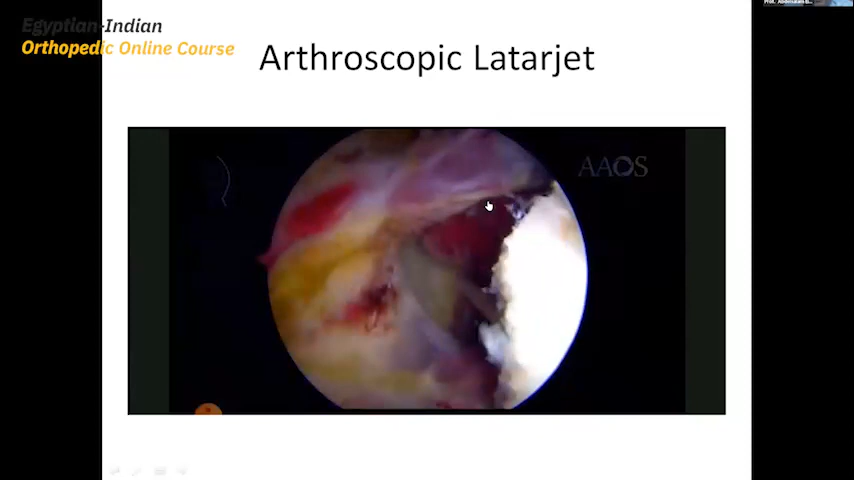 Egyptian-Indian
Orthopedic Online Course
Arthroscopic Latarjet
AAOS